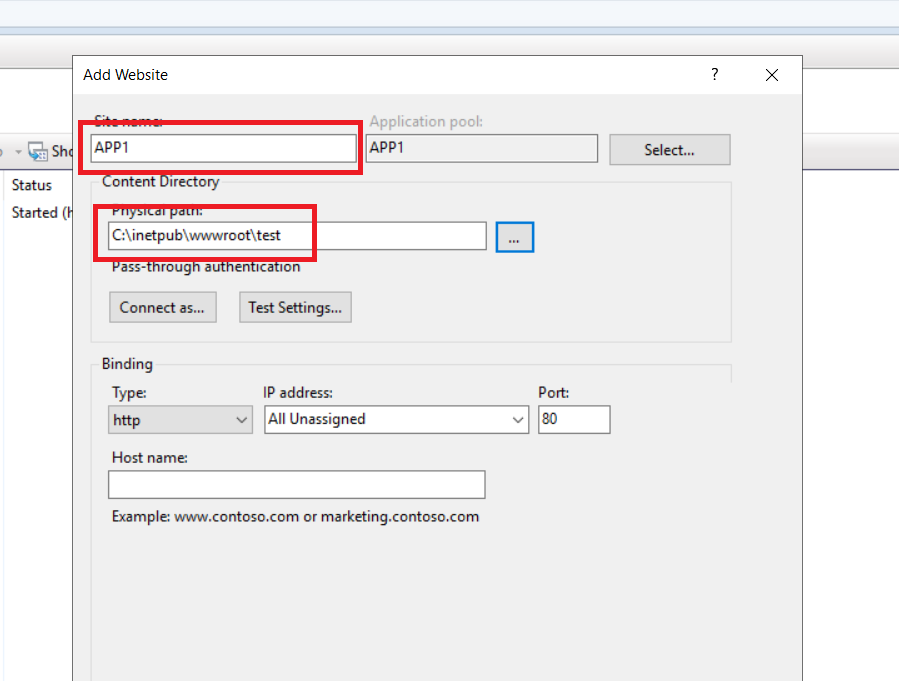 Add Website
?
Site name:
Application pool:
APP1
APP1
Select...
Status
Content Directory
Started (h
Physical path:
C:\inetpub\wwwroot\test
...
Pass-through authentication
Connect as...
Test Settings...
Binding
Type:
IP address:
Port:
http
All Unassigned
80
Host name:
Example: www.contoso.com or marketing.contoso.com